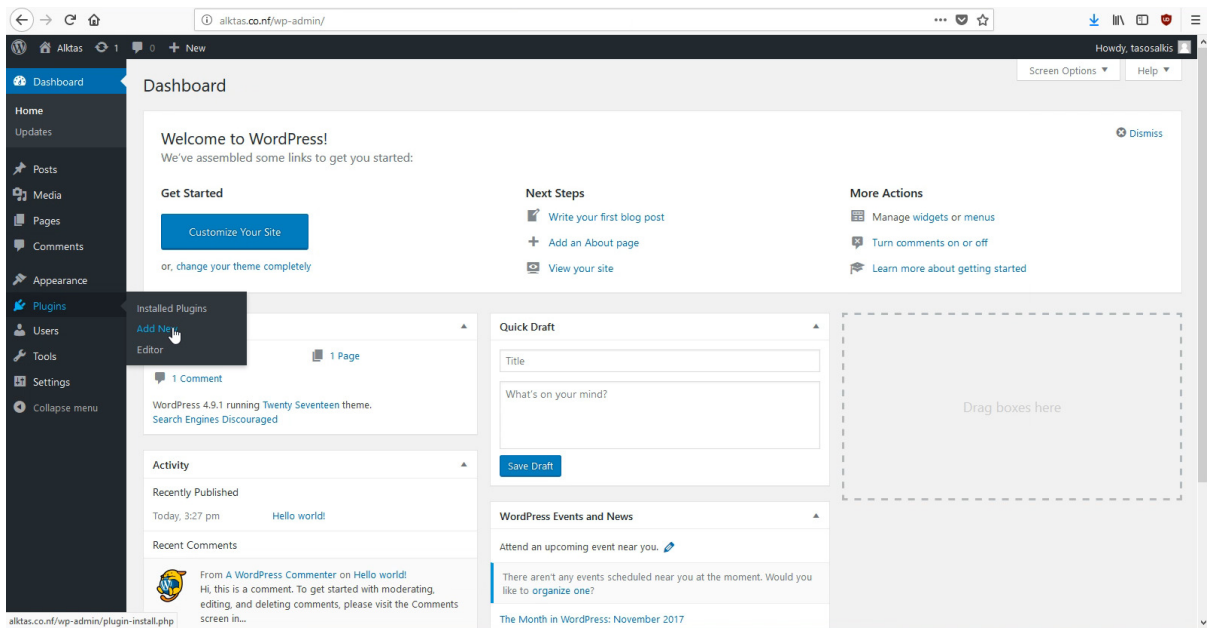 alktas.co.nf/wp-admin/
Alktas 1 0 New
Howdy, tasosalkis
Screen Options Help
Dashboard
Home
Updates
Posts
Media
Pages
Comments
Appearance
Plugins
Users
Tools
Settings
Collapse menu
Installed Plugins
Add New
Editor
Dashboard
Welcome to WordPress!
We've assembled some links to get you started:
Dismiss
Get Started
Customize Your Site
or, change your theme completely
Next Steps
Write your first blog post
Add an About page
View your site
More Actions
Manage widgets or menus
Turn comments on or off
Learn more about getting started
1 Page
1 Comment
WordPress 4.9.1 running Twenty Seventeen theme.
Search Engines Discouraged
Activity
Recently Published
Today, 3:27 pm Hello world!
Recent Comments
From A WordPress Commenter on Hello world!
Hi, this is a comment. To get started with moderating,
editing, and deleting comments, please visit the Comments
screen in...
Quick Draft
Title
What's on your mind?
Save Draft
WordPress Events and News
Attend an upcoming event near you.
There aren't any events scheduled near you at the moment. Would you
like to organize one?
The Month in WordPress: November 2017
Drag boxes here
alktas.co.nf/wp-admin/plugin-install.php